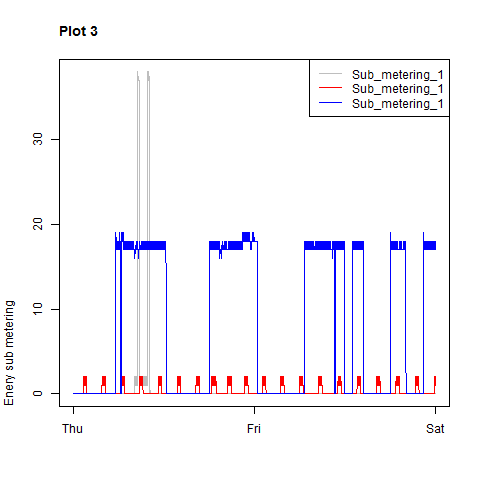 Plot 3
Sub_metering_1
Sub_metering_1
Sub_metering_1
30
20
10
0
Enery sub metering
Thu Fri Sat